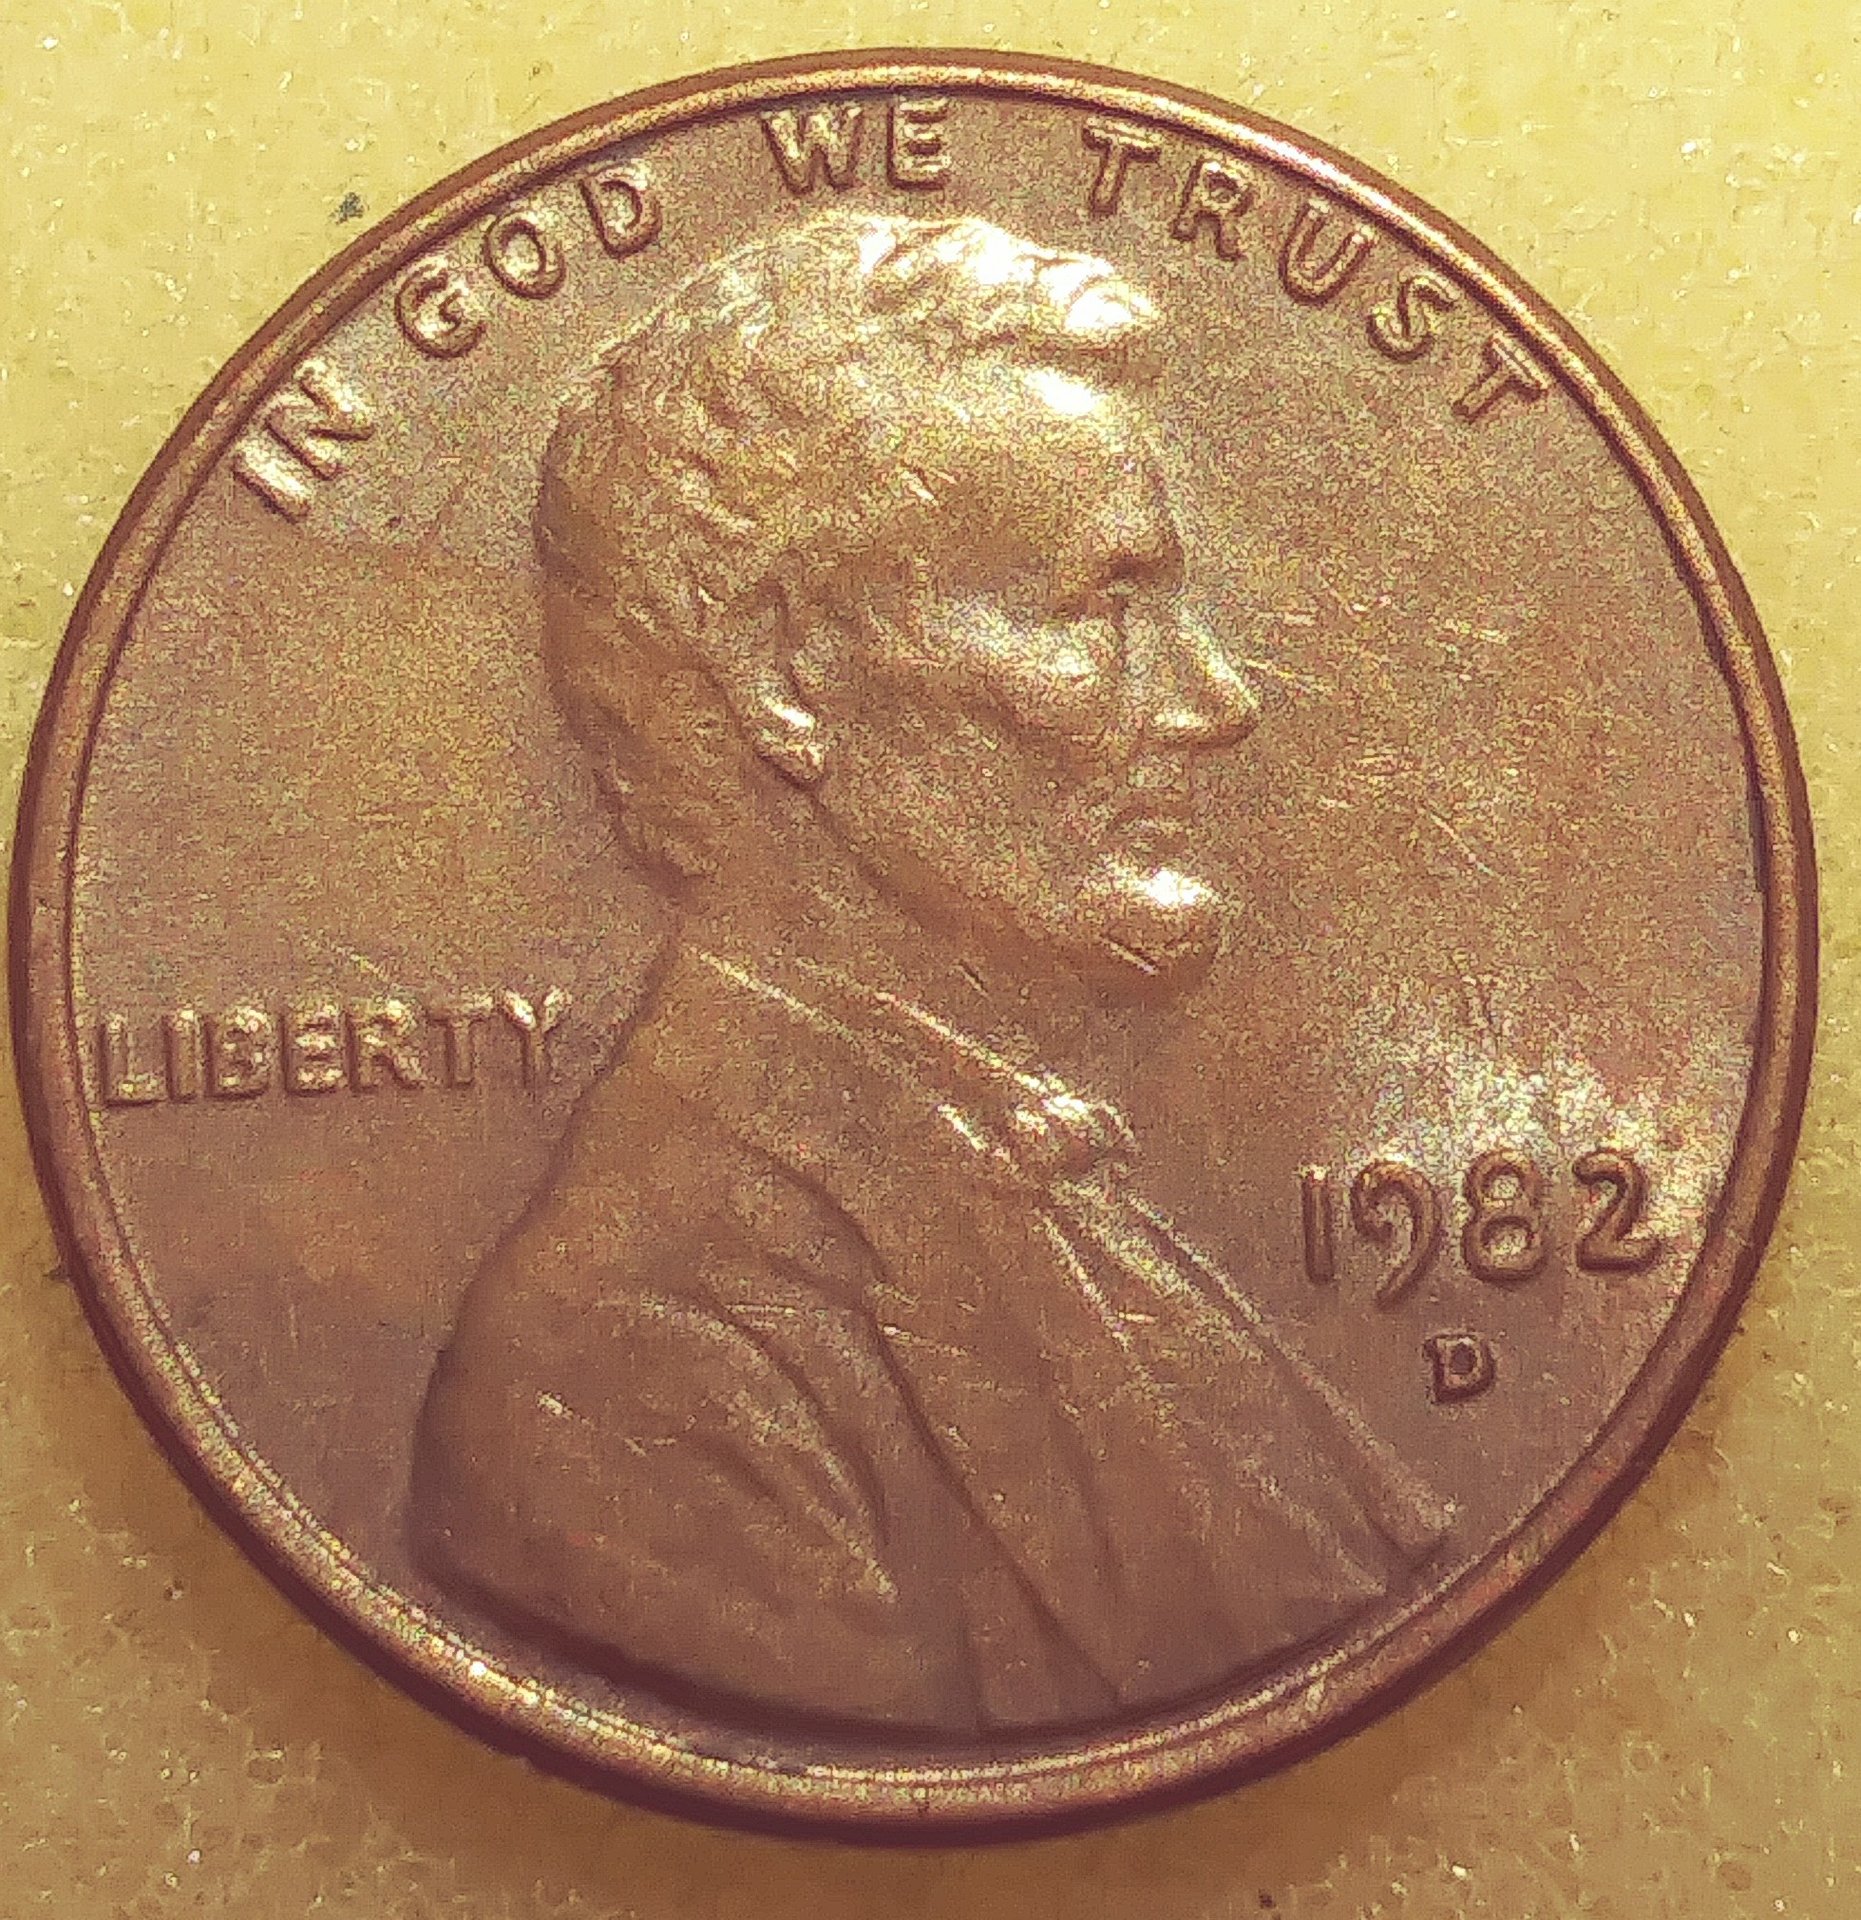 IN GOD WE TRUST
LIBERTY
1982
D